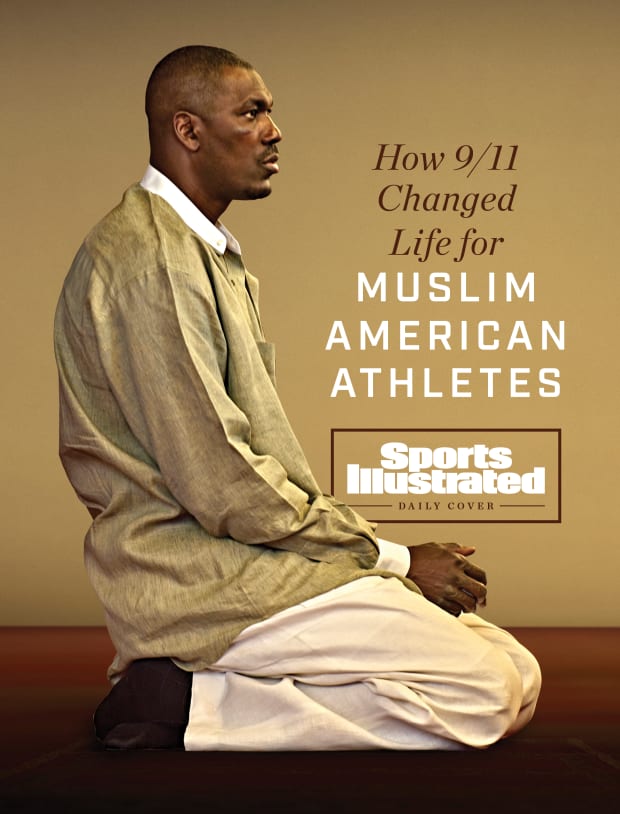 How 9/11
Changed
Life for
MUSLIM
AMERICAN
ATHLETES
Sports
Illustrated
DAILY COVER